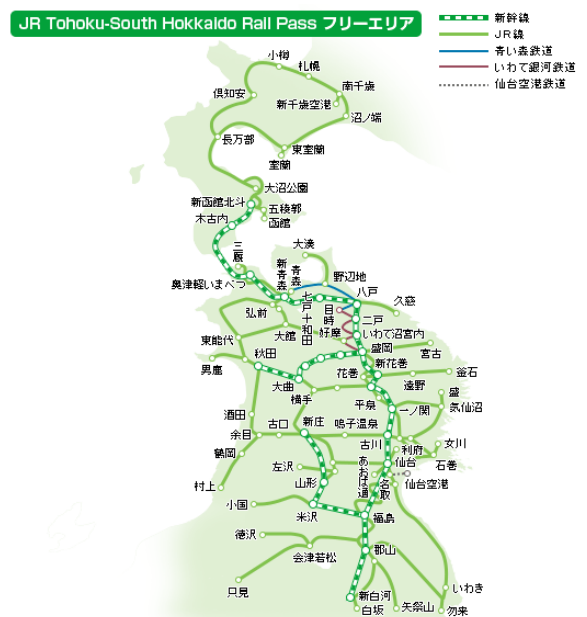 JR Tohoku-South Hokkaido Rail Pass フリーエリア
新幹線
JR線
青い森鉄道
いわて銀河鉄道
仙台空港鉄道
小樽
札幌
南千歳
倶知安
新千歳空港
沼ノ端
長万部
東室蘭
室蘭
大沼公園
新函館北斗
五稜郭
木古内
函館
三厩
大湊
新青森
青森
野辺地
奥津軽いまべつ
八戸
七戸十和田
目時
久慈
弘前
二戸
大館
好摩
いわて沼宮内
東能代
秋田
盛岡
宮古
男鹿
新花巻
釜石
大曲
花巻
遠野
横手
平泉
盛
酒田
新庄
一ノ関
気仙沼
古口
鳴子温泉
余目
古川
女川
利府
鶴岡
左沢
あおば通
仙台
石巻
村上
山形
名取
仙台空港
小国
米沢
福島
徳沢
会津若松
郡山
只見
新白河
いわき
白坂
矢祭山
勿来